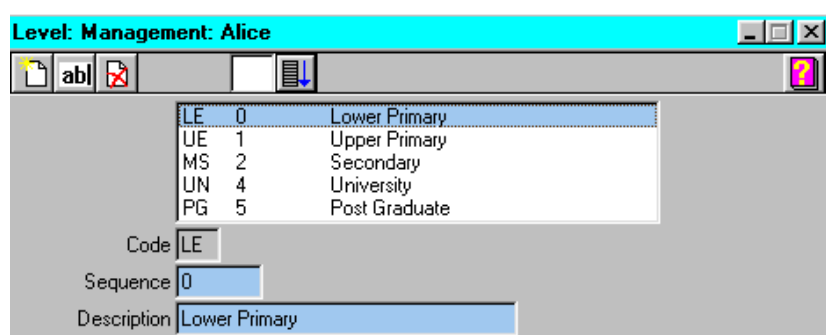 Level: Management: Alice
abl
?
LE 0 Lower Primary
UE 1 Upper Primary
MS 2 Secondary
UN 4 University
PG 5 Post Graduate
Code LE
Sequence 0
Description Lower Primary